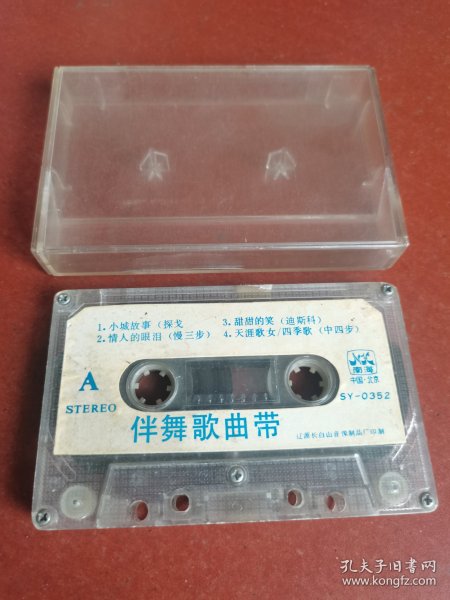 1.小城故事（探戈
2.情人的眼泪（慢三步）
3.甜甜的笑（迪斯科）
4.天涯歌女/四季歌（中四步）
A
STEREO
南海
中国·北京
SY-0352
伴舞歌曲带
辽源长白山音像制品厂印制
孔夫子旧书网
www.kongfz.com